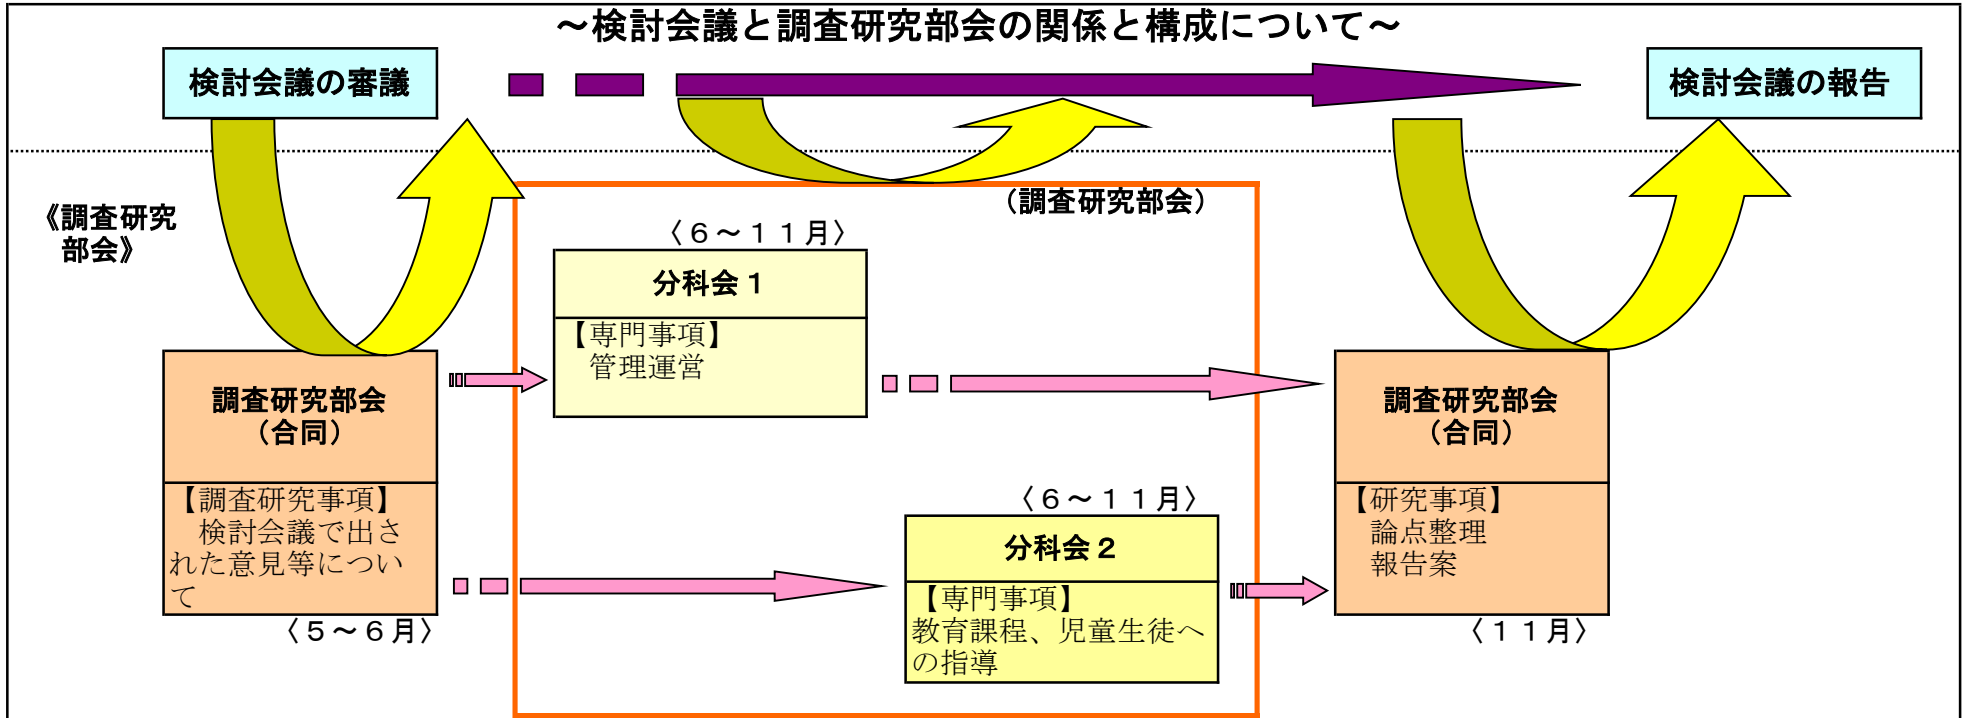 ～検討会議と調査研究部会の関係と構成について～
検討会議の審議
検討会議の報告
《調査研究
部会》
（調査研究部会）
〈６～１１月〉
分科会１
【専門事項】
管理運営
調査研究部会
（合同）
【調査研究事項】
検討会議で出さ
れた意見等につい
て
〈５～６月〉
〈６～１１月〉
分科会２
【専門事項】
教育課程、児童生徒へ
の指導
調査研究部会
（合同）
【研究事項】
論点整理
報告案
〈１１月〉